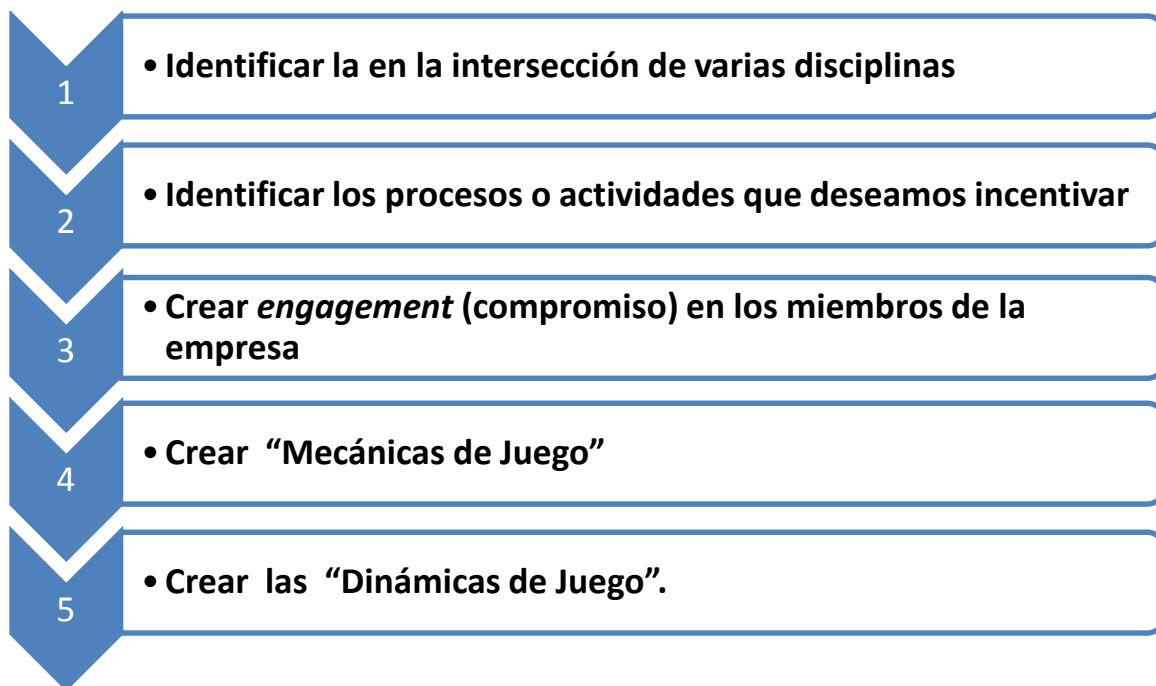 1
• Identificar la en la intersección de varias disciplinas
2
• Identificar los procesos o actividades que deseamos incentivar
3
• Crear engagement (compromiso) en los miembros de la
empresa
4
• Crear “Mecánicas de Juego”
5
• Crear las “Dinámicas de Juego”.